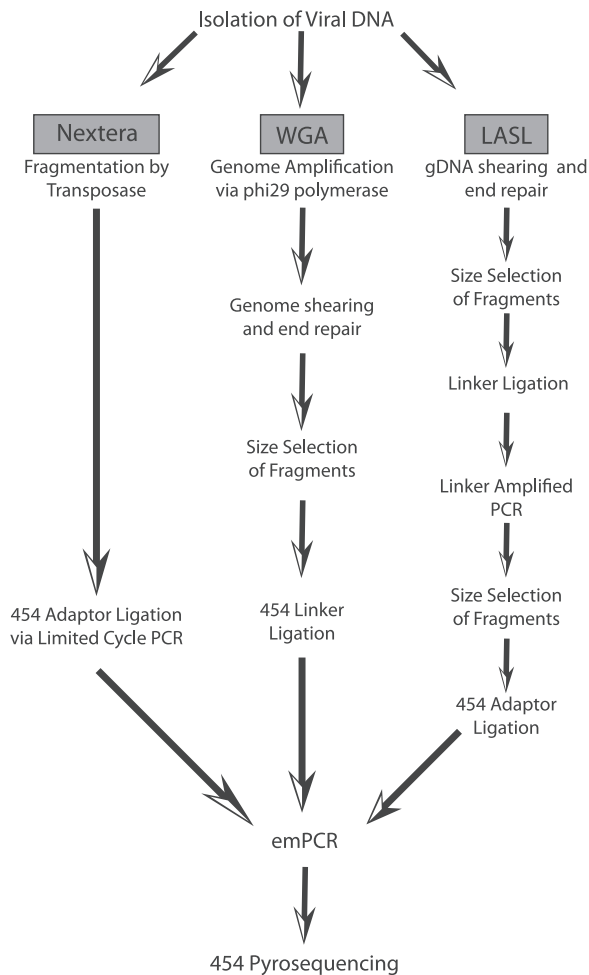 Isolation of Viral DNA
Nextera
Fragmentation by
Transposase
454 Adaptor Ligation
via Limited Cycle PCR
WGA
Genome Amplification
via phi29 polymerase
Genome shearing
and end repair
Size Selection
of Fragments
454 Linker
Ligation
LASL
gDNA shearing and
end repair
Size Selection
of Fragments
Linker Ligation
Linker Amplified
PCR
Size Selection
of Fragments
454 Adaptor
Ligation
emPCR
454 Pyrosequencing